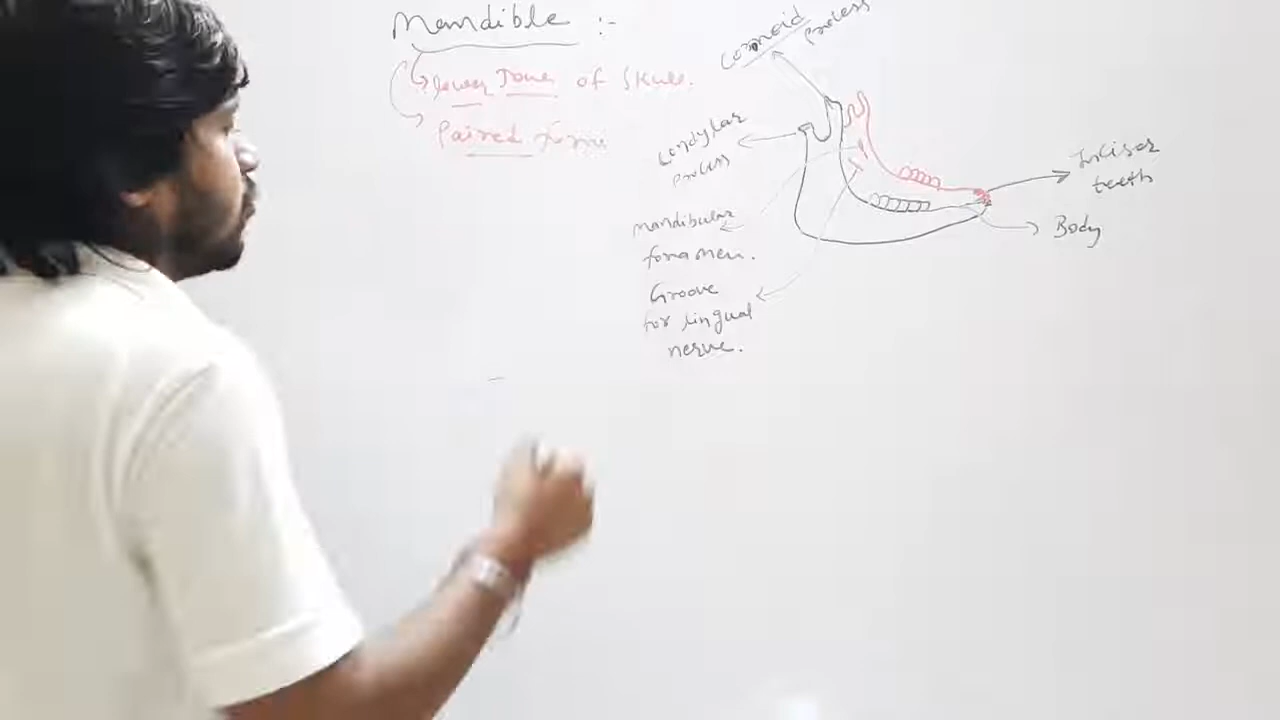 Mandible :-
lower Jower of Skull.
Paired form
Coronoid
Process
Condylar
Process
mandibular
foramen.
Groove
for lingual
nerve.
Incisor
teeth
Body